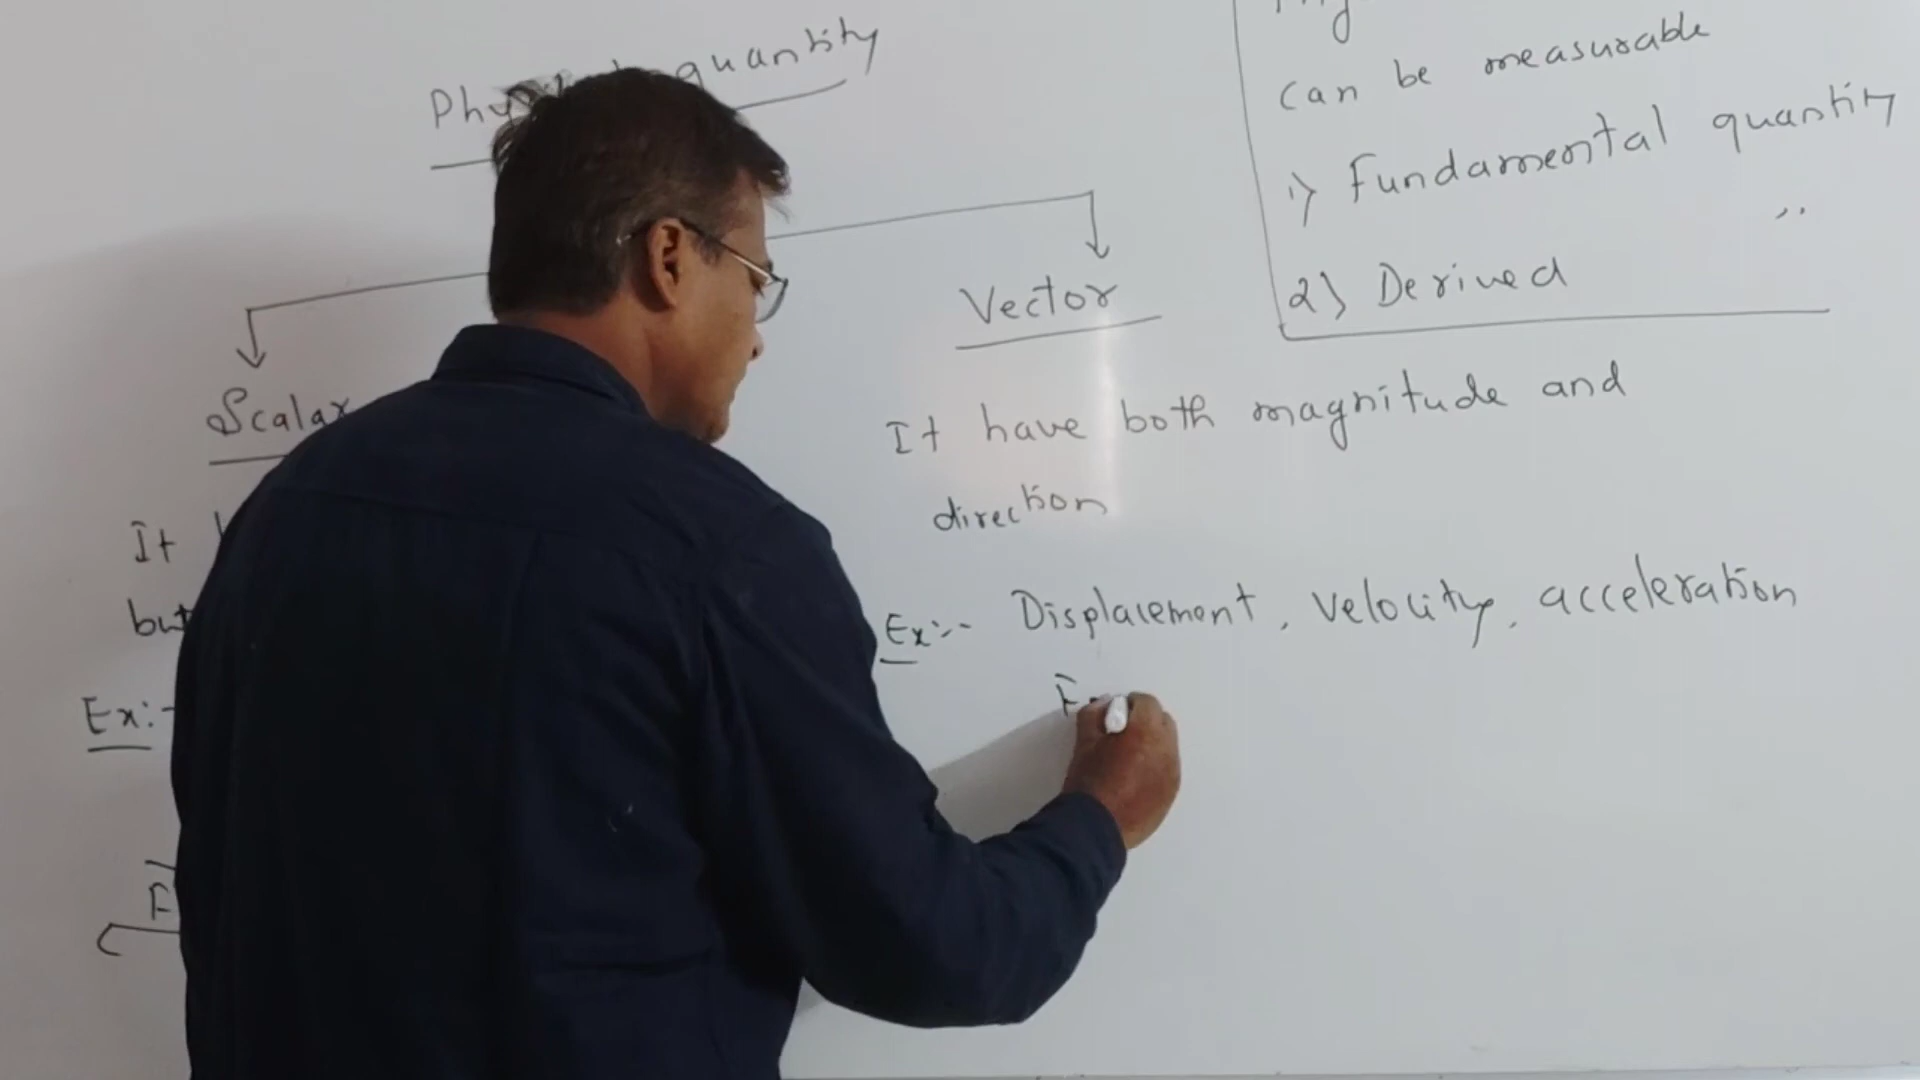 quantity
Scalar
It
but
Ex:-
F
Vector
It have both magnitude and
direction
Ex:- Displacement, velocity, acceleration
F
can be measurable
1) Fundamental quantity
2) Derived ,,